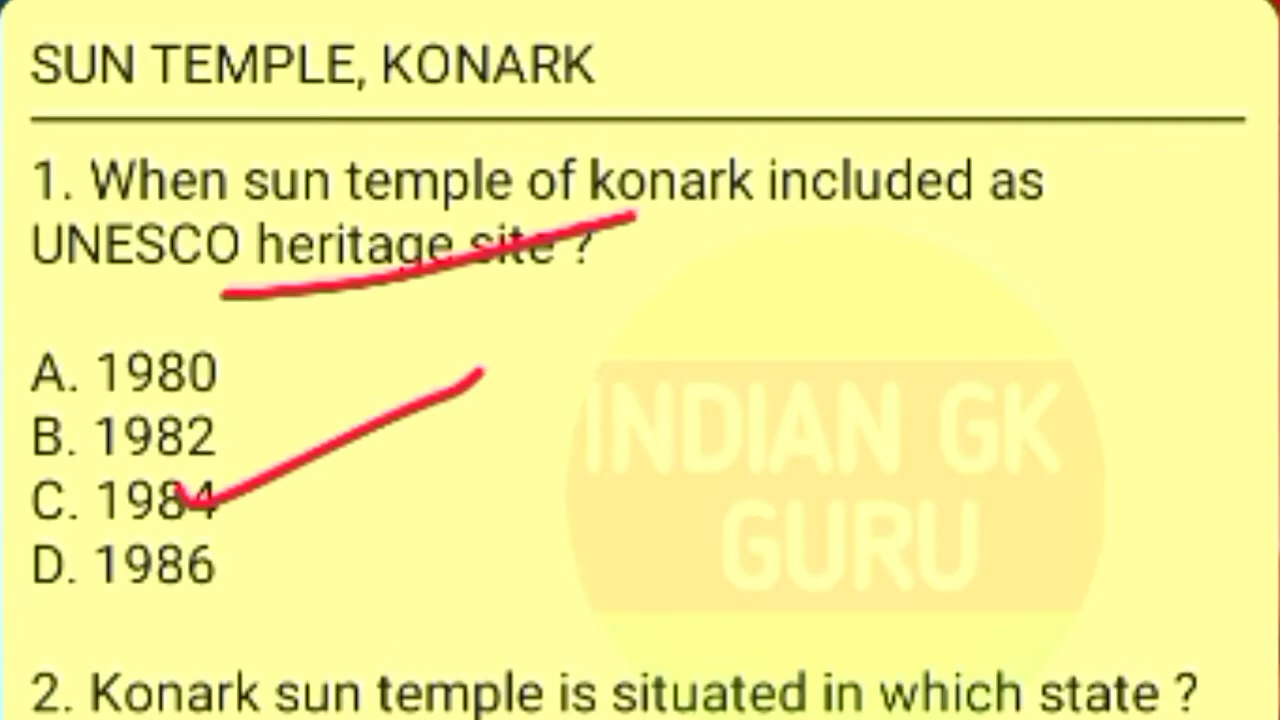 SUN TEMPLE, KONARK
1. When sun temple of konark included as
UNESCO heritage site ?
A. 1980
B. 1982
C. 1984
D. 1986
INDIAN GK
GURU
2. Konark sun temple is situated in which state ?